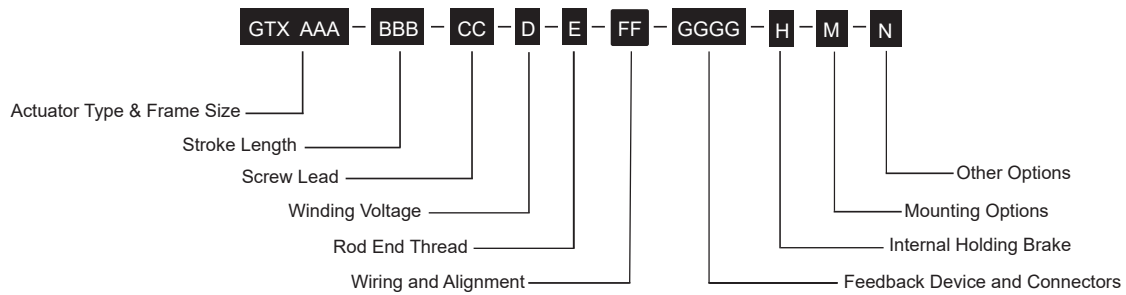 GTX AAA - BBB - CC - D - E - FF - GGGG - H - M - N
Actuator Type & Frame Size
Stroke Length
Screw Lead
Other Options
Winding Voltage
Mounting Options
Rod End Thread
Internal Holding Brake
Wiring and Alignment
Feedback Device and Connectors